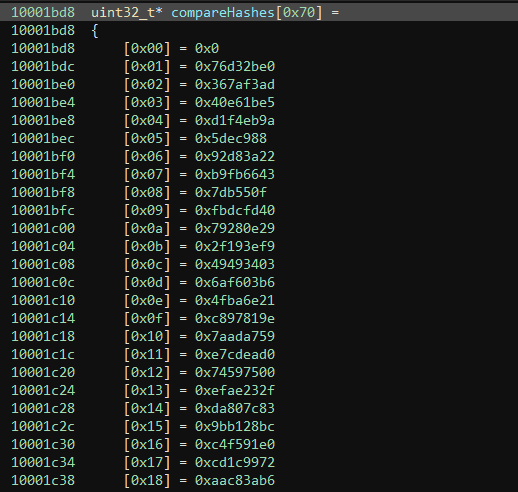 10001bd8 uint32_t* compareHashes[0x70] =
10001bd8 {
10001bd8 [0x00] = 0x0
10001bdc [0x01] = 0x76d32be0
10001be0 [0x02] = 0x367af3ad
10001be4 [0x03] = 0x40e61be5
10001be8 [0x04] = 0xd1f4eb9a
10001bec [0x05] = 0x5dec988
10001bf0 [0x06] = 0x92d83a22
10001bf4 [0x07] = 0xb9fb6643
10001bf8 [0x08] = 0x7db550f
10001bfc [0x09] = 0xfbdcfd40
10001c00 [0x0a] = 0x79280e29
10001c04 [0x0b] = 0x2f193ef9
10001c08 [0x0c] = 0x49493403
10001c0c [0x0d] = 0x6af603b6
10001c10 [0x0e] = 0x4fba6e21
10001c14 [0x0f] = 0xc897819e
10001c18 [0x10] = 0x7aada759
10001c1c [0x11] = 0xe7cdead0
10001c20 [0x12] = 0x74597500
10001c24 [0x13] = 0xefae232f
10001c28 [0x14] = 0xda807c83
10001c2c [0x15] = 0x9bb128bc
10001c30 [0x16] = 0xc4f591e0
10001c34 [0x17] = 0xcd1c9972
10001c38 [0x18] = 0xaac83ab6